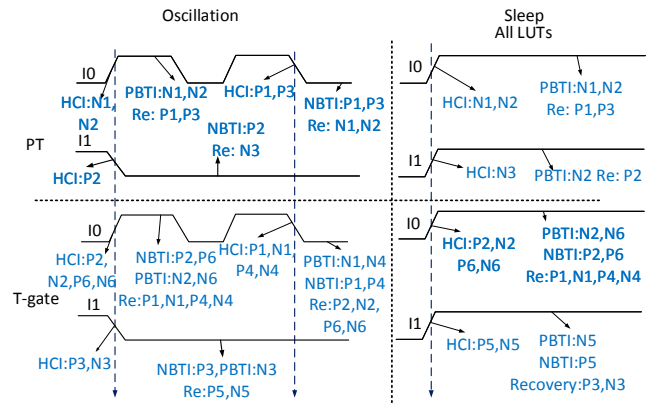 Oscillation
Sleep
All LUTs
I0
HCI:N1,
N2
PBTI:N1,N2
Re: P1,P3
HCI:P1,P3
NBTI:P1,P3
Re: N1,N2
I0
HCI:N1,N2
PBTI:N1,N2
Re: P1,P3
PT
I1
HCI:P2
NBTI:P2
Re: N3
I1
HCI:N3
PBTI:N2 Re: P2
I0
HCI:P2,
N2,P6,N6
NBTI:P2,P6
PBTI:N2,N6
Re:P1,N1,P4,N4
HCI:P1,N1,
P4,N4
PBTI:N1,N4
NBTI:P1,P4
Re:P2,N2,
P6,N6
I0
HCI:P2,N2
P6,N6
PBTI:N2,N6
NBTI:P2,P6
Re:P1,N1,P4,N4
T-gate
I1
HCI:P3,N3
NBTI:P3,PBTI:N3
Re:P5,N5
I1
HCI:P5,N5
PBTI:N5
NBTI:P5
Recovery:P3,N3